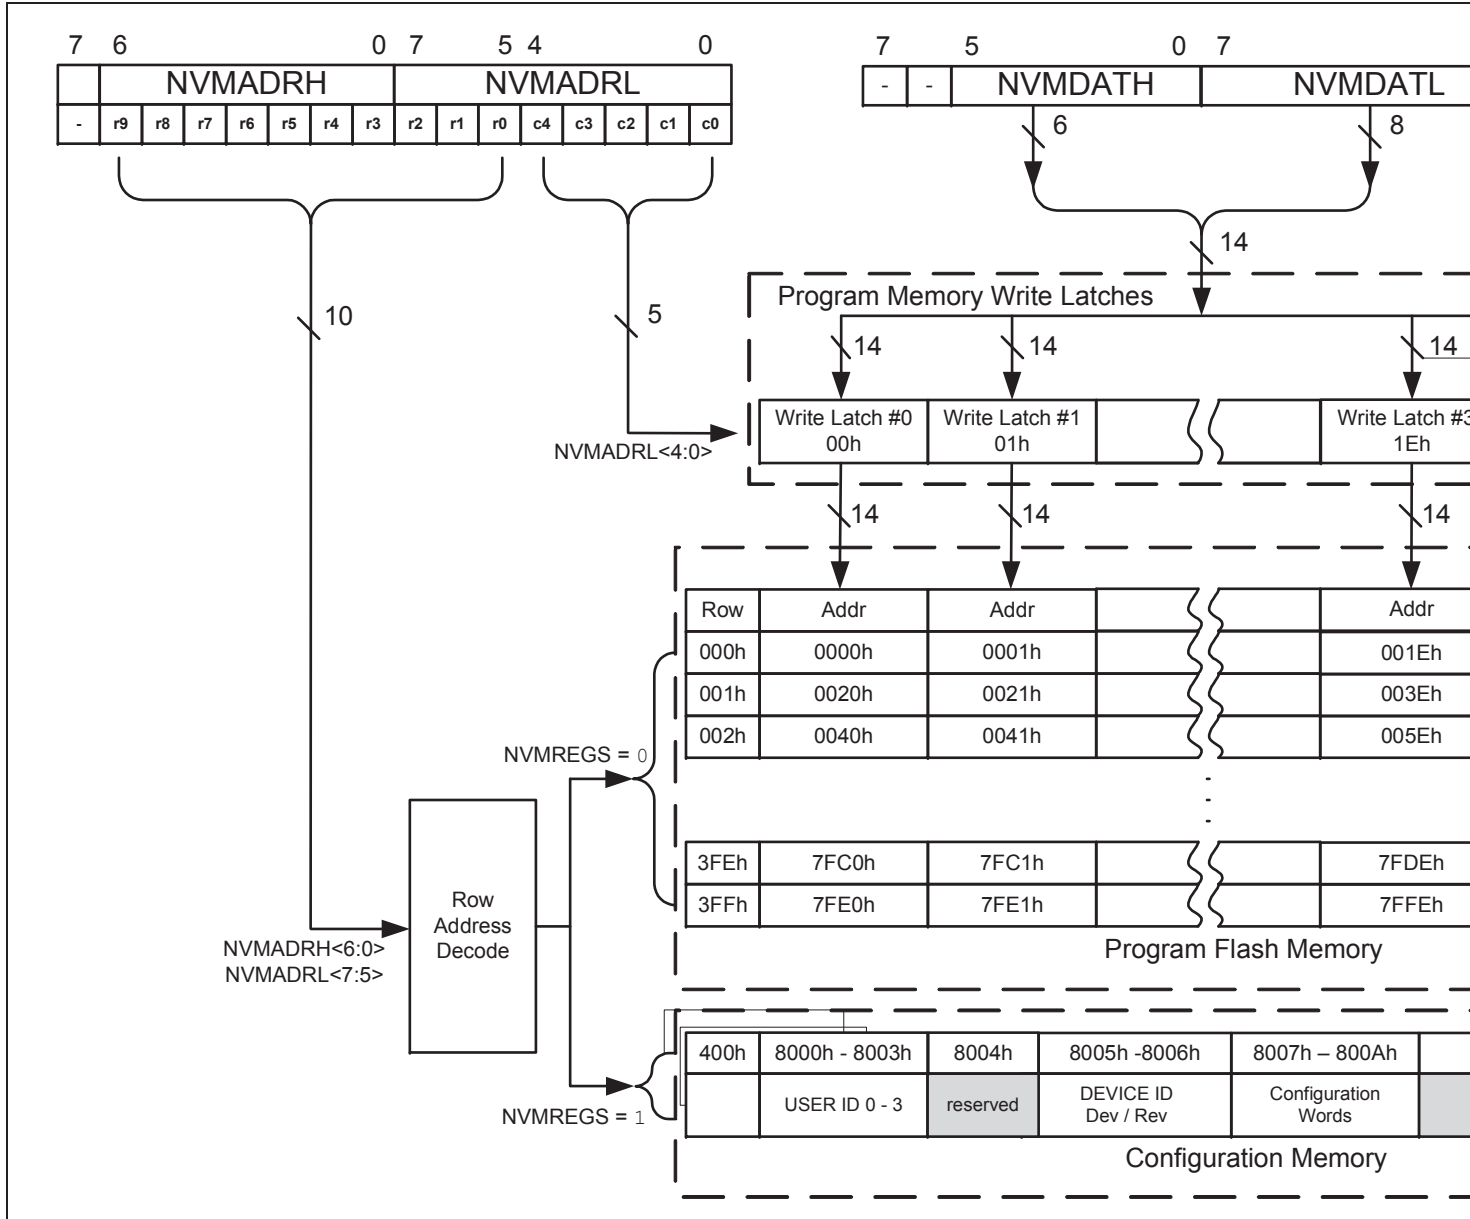 7 6 0 7 5 4 0
7 5 0 7
NVMADRH NVMADRL
- - NVMDATH NVMDATL
- r9 r8 r7 r6 r5 r4 r3 r2 r1 r0 c4 c3 c2 c1 c0
6 8
14
Program Memory Write Latches
10 5
14 14 14
Write Latch #0 Write Latch #1 Write Latch #3
00h 01h 1Eh
NVMADRL<4:0>
14 14 14
Row Addr Addr Addr
000h 0000h 0001h 001Eh
001h 0020h 0021h 003Eh
002h 0040h 0041h 005Eh
NVMREGS = 0
3FEh 7FC0h 7FC1h 7FDEh
3FFh 7FE0h 7FE1h 7FFEh
Row
Address
Decode
NVMADRH<6:0>
NVMADRL<7:5>
Program Flash Memory
400h 8000h - 8003h 8004h 8005h -8006h 8007h – 800Ah
USER ID 0 - 3 reserved DEVICE ID Configuration
Dev / Rev Words
NVMREGS = 1
Configuration Memory